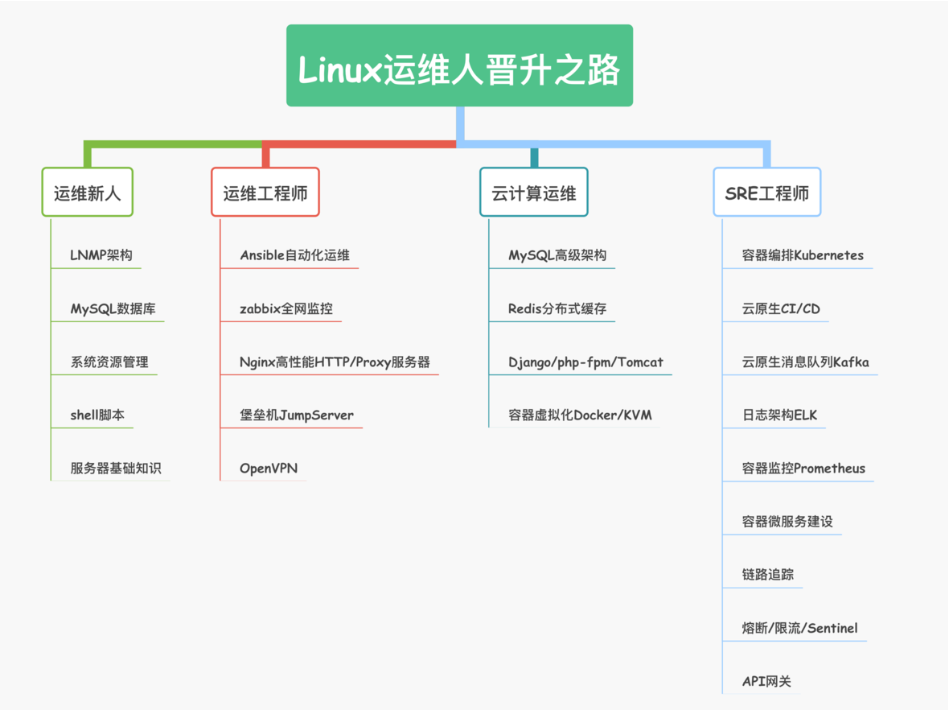 Linux运维人晋升之路
运维新人
LNMP架构
MySQL数据库
系统资源管理
shell脚本
服务器基础知识
运维工程师
Ansible自动化运维
zabbix全网监控
Nginx高性能HTTP/Proxy服务器
堡垒机JumpServer
OpenVPN
云计算运维
MySQL高级架构
Redis分布式缓存
Django/php-fpm/Tomcat
容器虚拟化Docker/KVM
SRE工程师
容器编排Kubernetes
云原生CI/CD
云原生消息队列Kafka
日志架构ELK
容器监控Prometheus
容器微服务建设
链路追踪
熔断/限流/Sentinel
API网关